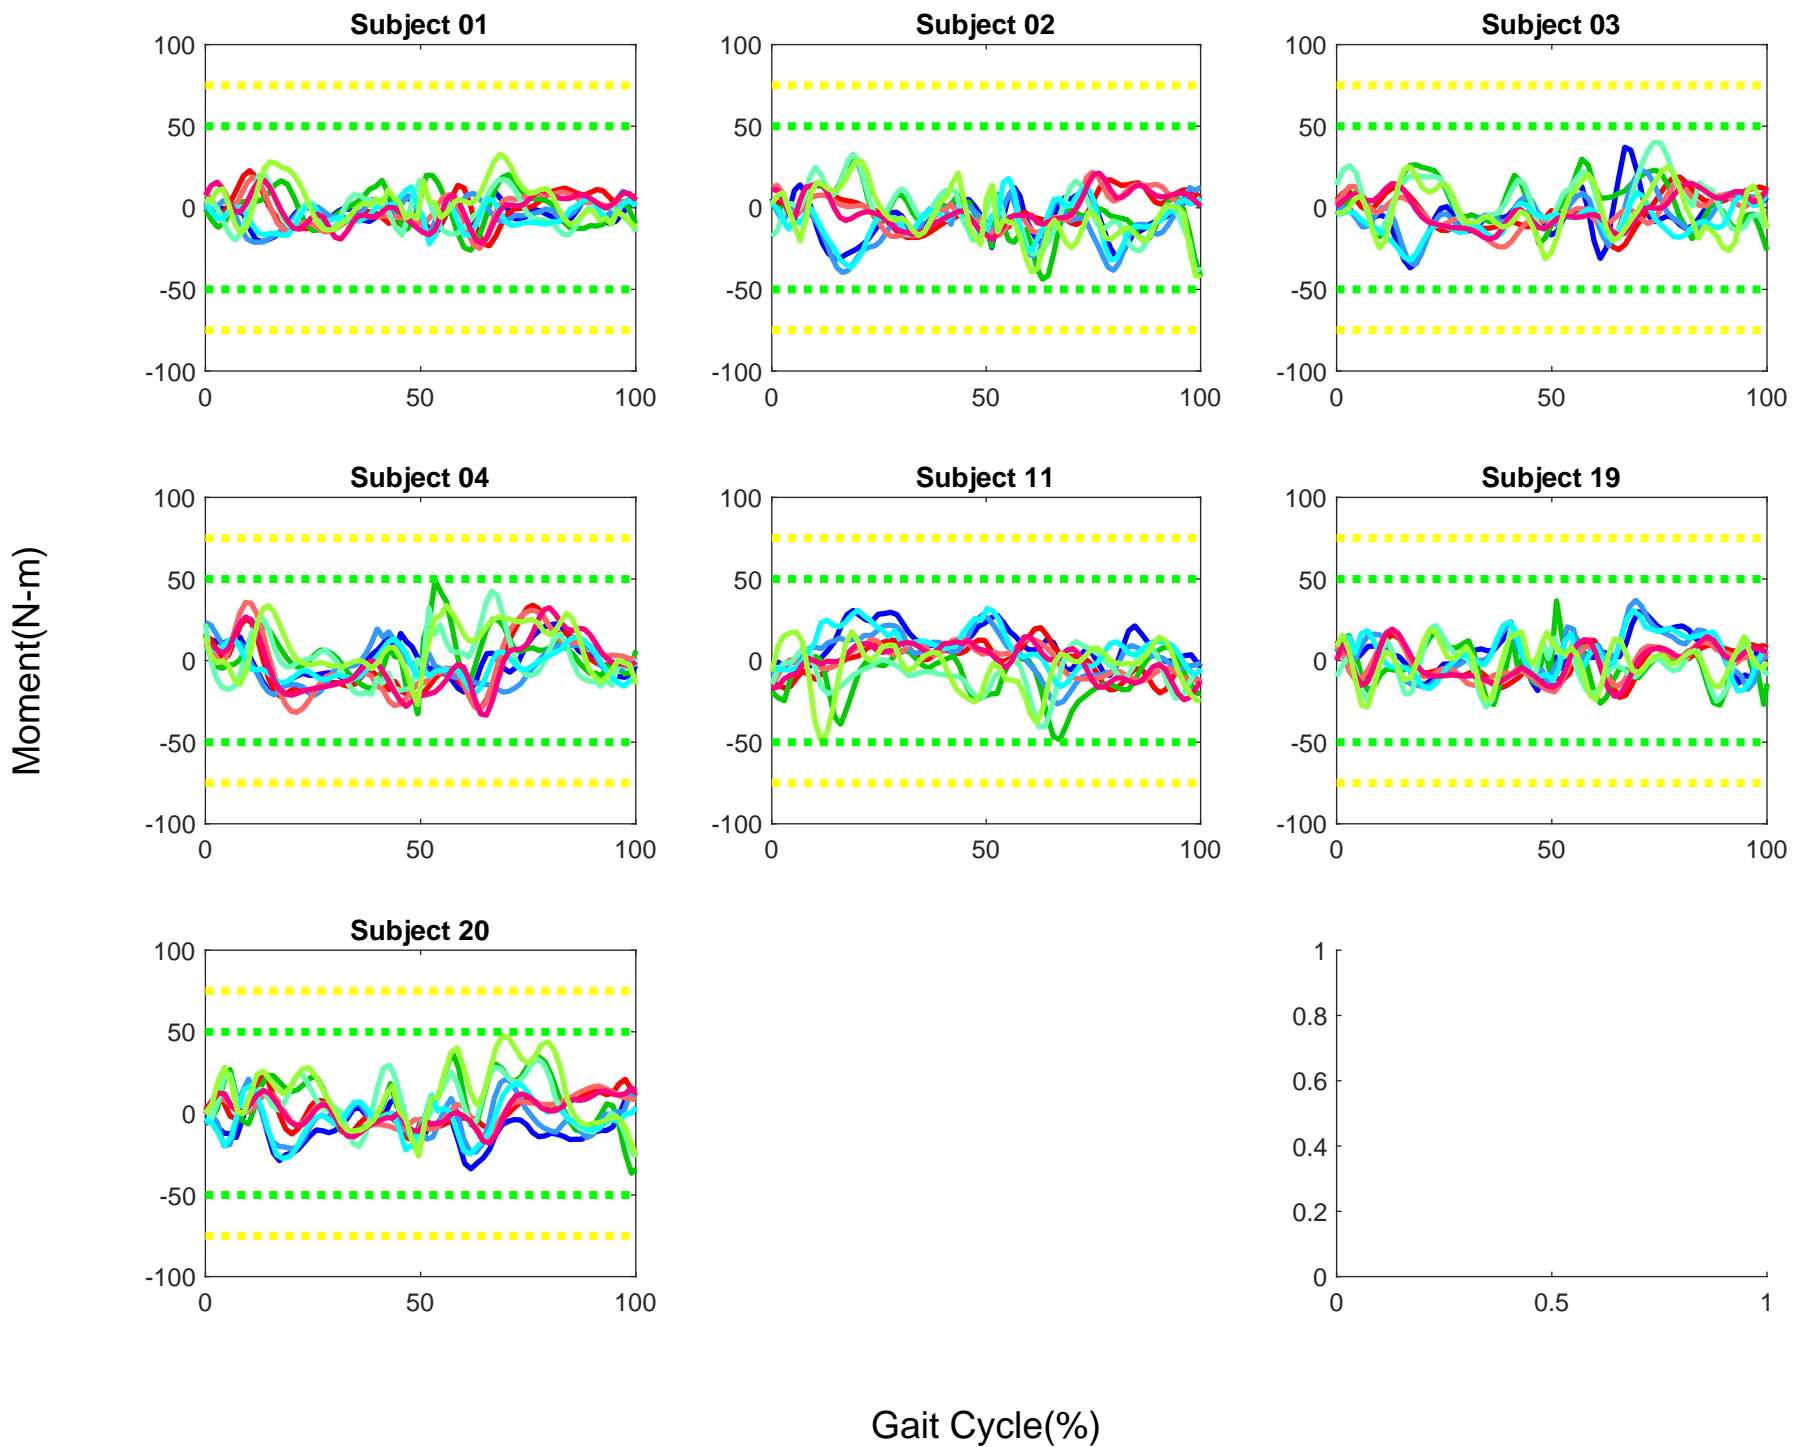 Subject 01 Subject 02 Subject 03
100 100 100
50 50 50
0 0 0
-50 -50 -50
-100 -100 -100
0 50 100 0 50 100 0 50 100
Subject 04 Subject 11 Subject 19
100 100 100
50 50 50
0 0 0
-50 -50 -50
-100 -100 -100
0 50 100 0 50 100 0 50 100
Moment(N-m)
Subject 20
100 1
50 0.8
0 0.6
-50 0.4
-100 0.2
0
0 50 100 0 0.5 1
Gait Cycle(%)